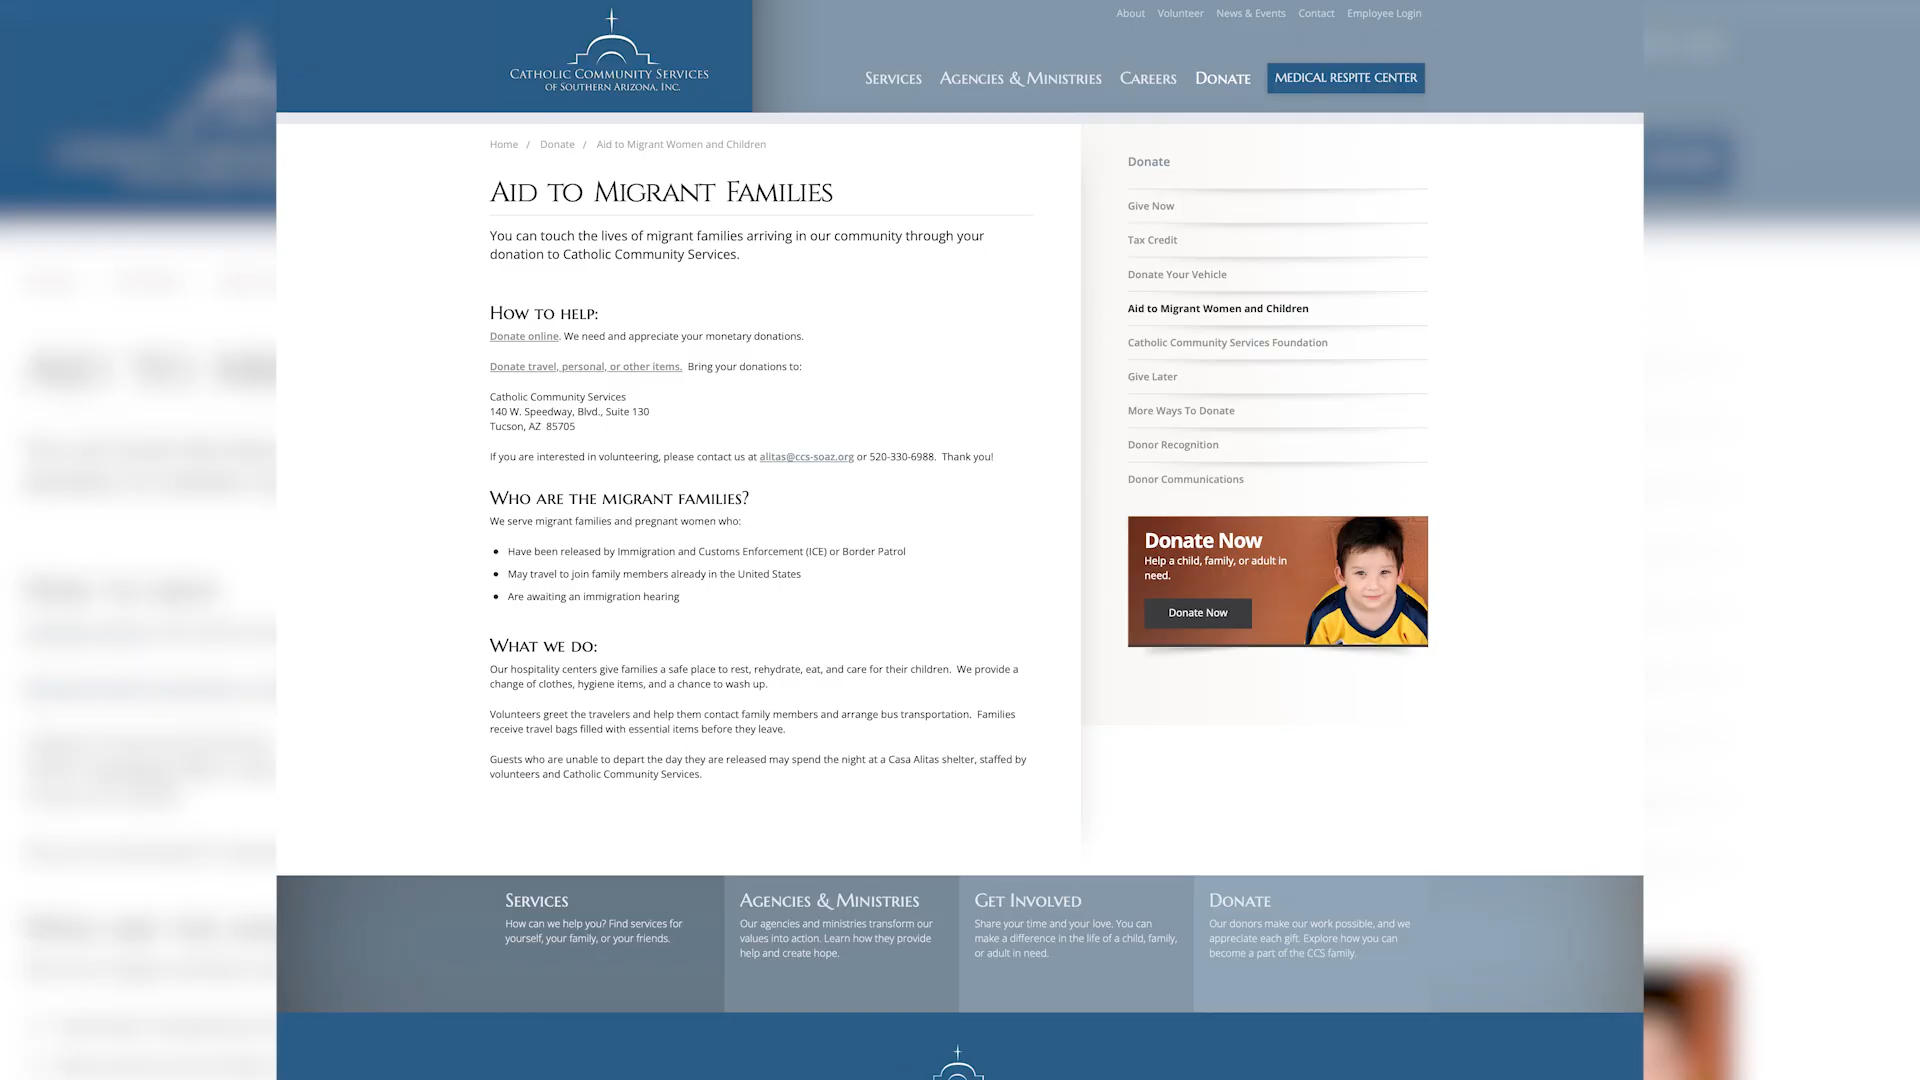 About Volunteer News & Events Contact Employee Login
CATHOLIC COMMUNITY SERVICES
OF SOUTHERN ARIZONA, INC.
SERVICES AGENCIES & MINISTRIES CAREERS DONATE MEDICAL RESPITE CENTER
Home / Donate / Aid to Migrant Women and Children
AID TO MIGRANT FAMILIES
You can touch the lives of migrant families arriving in our community through your
donation to Catholic Community Services.
HOW TO HELP:
Donate online. We need and appreciate your monetary donations.
Donate travel, personal, or other items. Bring your donations to:
Catholic Community Services
140 W. Speedway, Blvd., Suite 130
Tucson, AZ 85705
If you are interested in volunteering, please contact us at alitas@ccs-soaz.org or 520-330-6988. Thank you!
WHO ARE THE MIGRANT FAMILIES?
We serve migrant families and pregnant women who:
• Have been released by Immigration and Customs Enforcement (ICE) or Border Patrol
• May travel to join family members already in the United States
• Are awaiting an immigration hearing
WHAT WE DO:
Our hospitality centers give families a safe place to rest, rehydrate, eat, and care for their children. We provide a
change of clothes, hygiene items, and a chance to wash up.
Volunteers greet the travelers and help them contact family members and arrange bus transportation. Families
receive travel bags filled with essential items before they leave.
Guests who are unable to depart the day they are released may spend the night at a Casa Alitas shelter, staffed by
volunteers and Catholic Community Services.
Donate
Give Now
Tax Credit
Donate Your Vehicle
Aid to Migrant Women and Children
Catholic Community Services Foundation
Give Later
More Ways To Donate
Donor Recognition
Donor Communications
Donate Now
Help a child, family, or adult in
need.
Donate Now
SERVICES
How can we help you? Find services for
yourself, your family, or your friends.
AGENCIES & MINISTRIES
Our agencies and ministries transform our
values into action. Learn how they provide
help and create hope.
GET INVOLVED
Share your time and your love. You can
make a difference in the life of a child, family,
or adult in need.
DONATE
Our donors make our work possible, and we
appreciate each gift. Explore how you can
become a part of the CCS family.